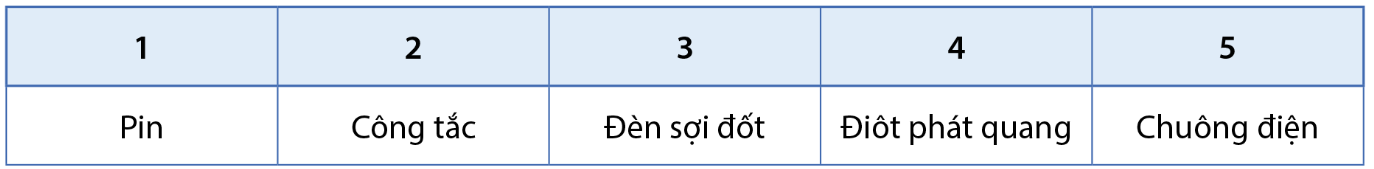 1 2 3 4 5
Pin Công tắc Đèn sợi đốt Điôt phát quang Chuông điện